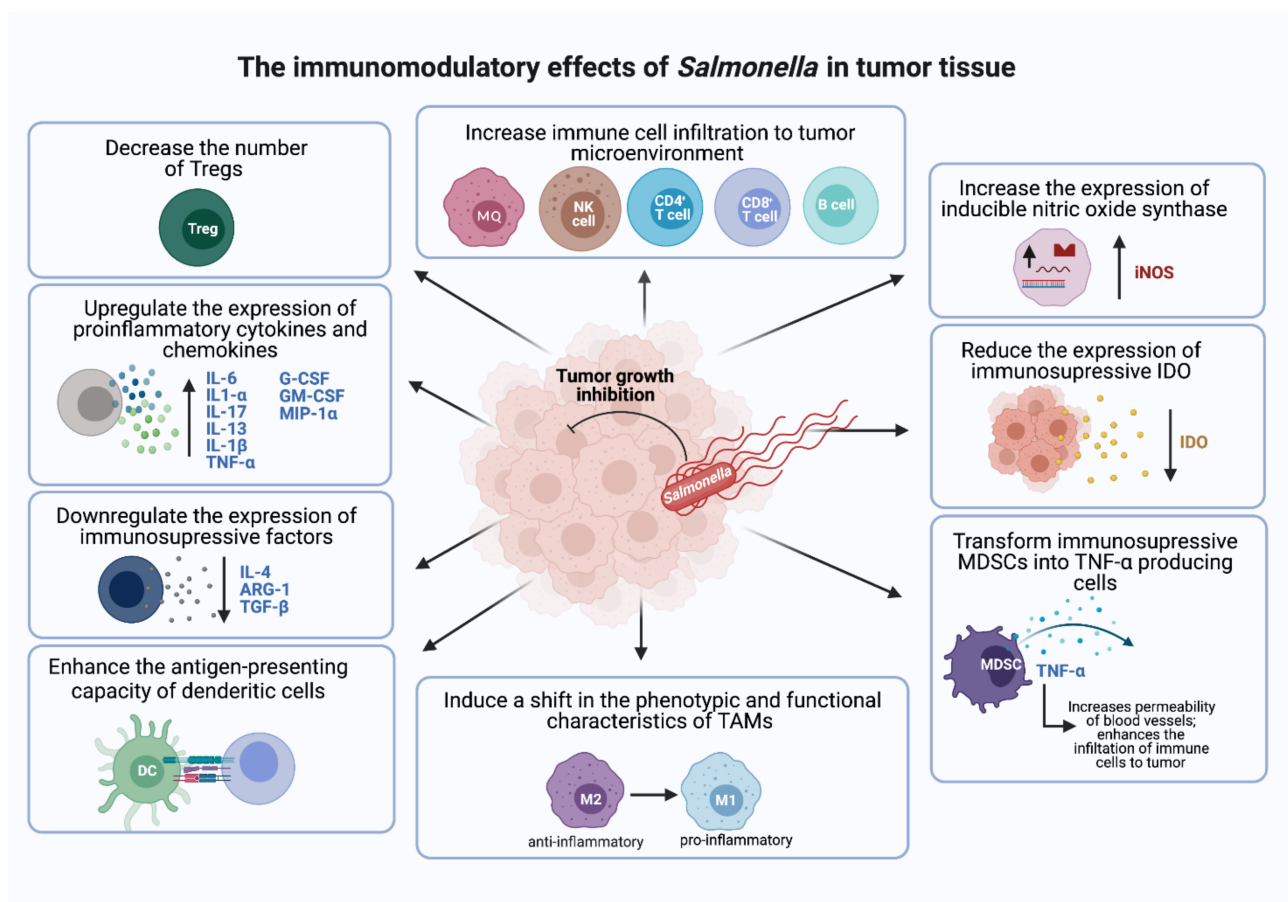 The immunomodulatory effects of Salmonella in tumor tissue
Decrease the number
of Tregs
Treg
Upregulate the expression of
proinflammatory cytokines and
chemokines
IL-6
IL1-α
IL-17
IL-13
IL-1β
TNF-α
G-CSF
GM-CSF
MIP-1α
Downregulate the expression of
immunosupressive factors
IL-4
ARG-1
TGF-β
Enhance the antigen-presenting
capacity of denderitic cells
DC
Increase immune cell infiltration to tumor
microenvironment
MQ
NK
cell
CD4⁺
T cell
CD8⁺
T cell
B cell
Tumor growth
inhibition
Salmonella
Induce a shift in the phenotypic and functional
characteristics of TAMs
M2
M1
anti-inflammatory
pro-inflammatory
Increase the expression of
inducible nitric oxide synthase
iNOS
Reduce the expression of
immunosupressive IDO
IDO
Transform immunosupressive
MDSCs into TNF-α producing
cells
MDSC
TNF-α
Increases permeability
of blood vessels;
enhances the
infiltation of immune
cells to tumor